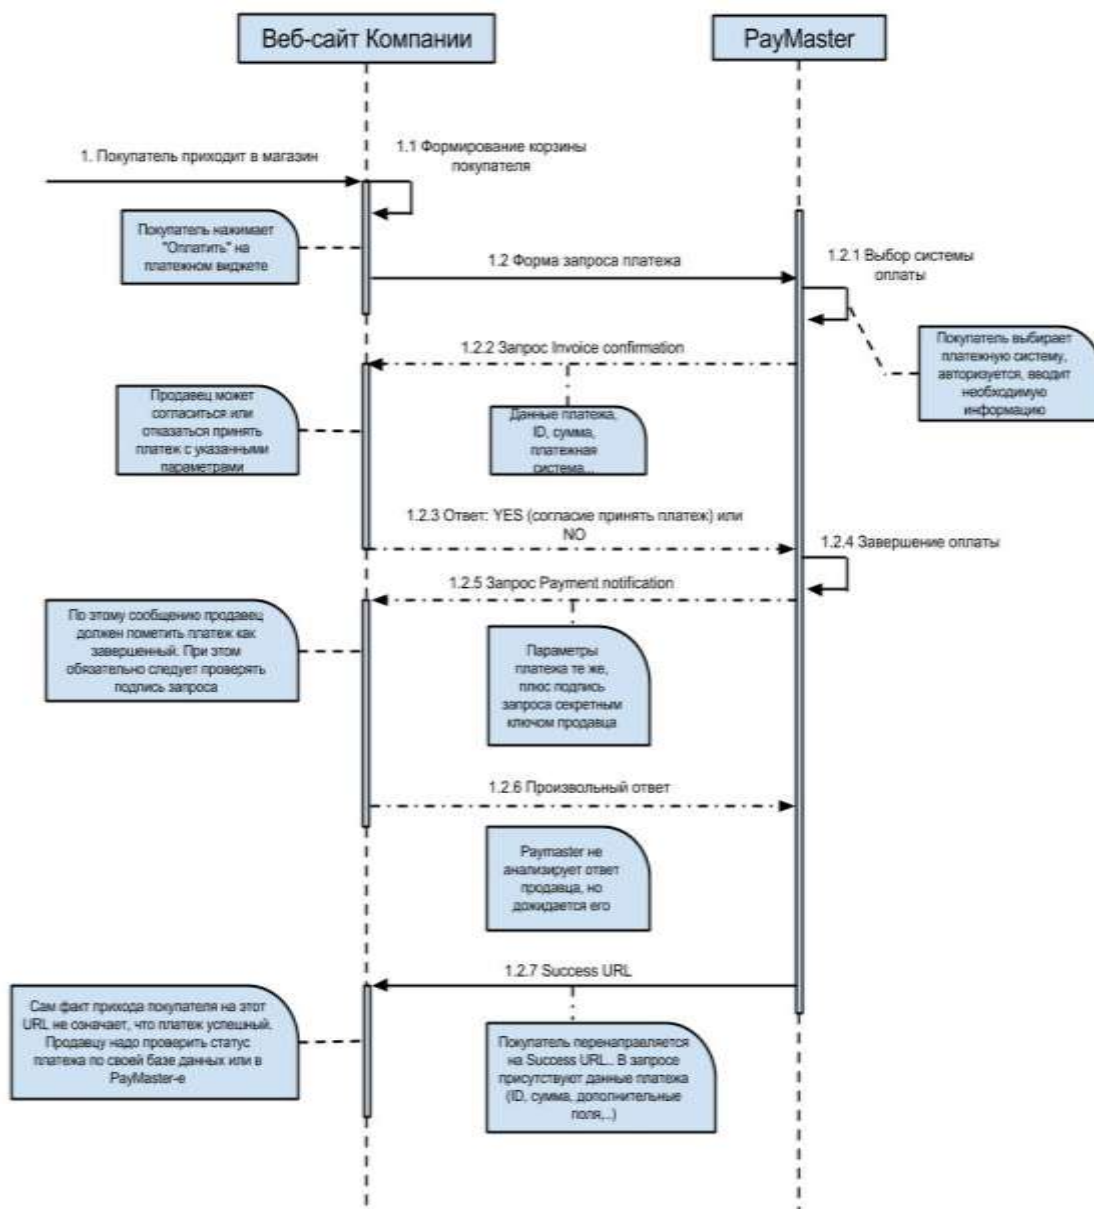 Веб-сайт Компании
PayMaster
1. Покупатель приходит в магазин
1.1 Формирование корзины
покупателя
Покупатель нажимает
"Оплатить" на
платежном виджете
1.2 Форма запроса платежа
1.2.1 Выбор системы
оплаты
Покупатель выбирает
платежную систему,
авторизуется, вводит
необходимую
информацию
1.2.2 Запрос Invoice confirmation
Продавец может
согласиться или
отказаться принять
платеж с указанными
параметрами
Данные платежа,
ID, сумма,
платежная
система...
1.2.3 Ответ: YES (согласие принять платеж) или
NO
1.2.4 Завершение оплаты
1.2.5 Запрос Payment notification
По этому сообщению продавец
должен пометить платеж как
завершенный. При этом
обязательно следует проверять
подпись запроса
Параметры
платежа те же,
плюс подпись
запроса секретным
ключом продавца
1.2.6 Произвольный ответ
Paymaster не
анализирует ответ
продавца, но
дожидается его
1.2.7 Success URL
Сам факт прихода покупателя на этот
URL не означает, что платеж успешный.
Продавцу надо проверить статус
платежа по своей базе данных или в
PayMaster-е
Покупатель перенаправляется
на Success URL.. В запросе
присутствуют данные платежа
(ID, сумма, дополнительные
поля,..)